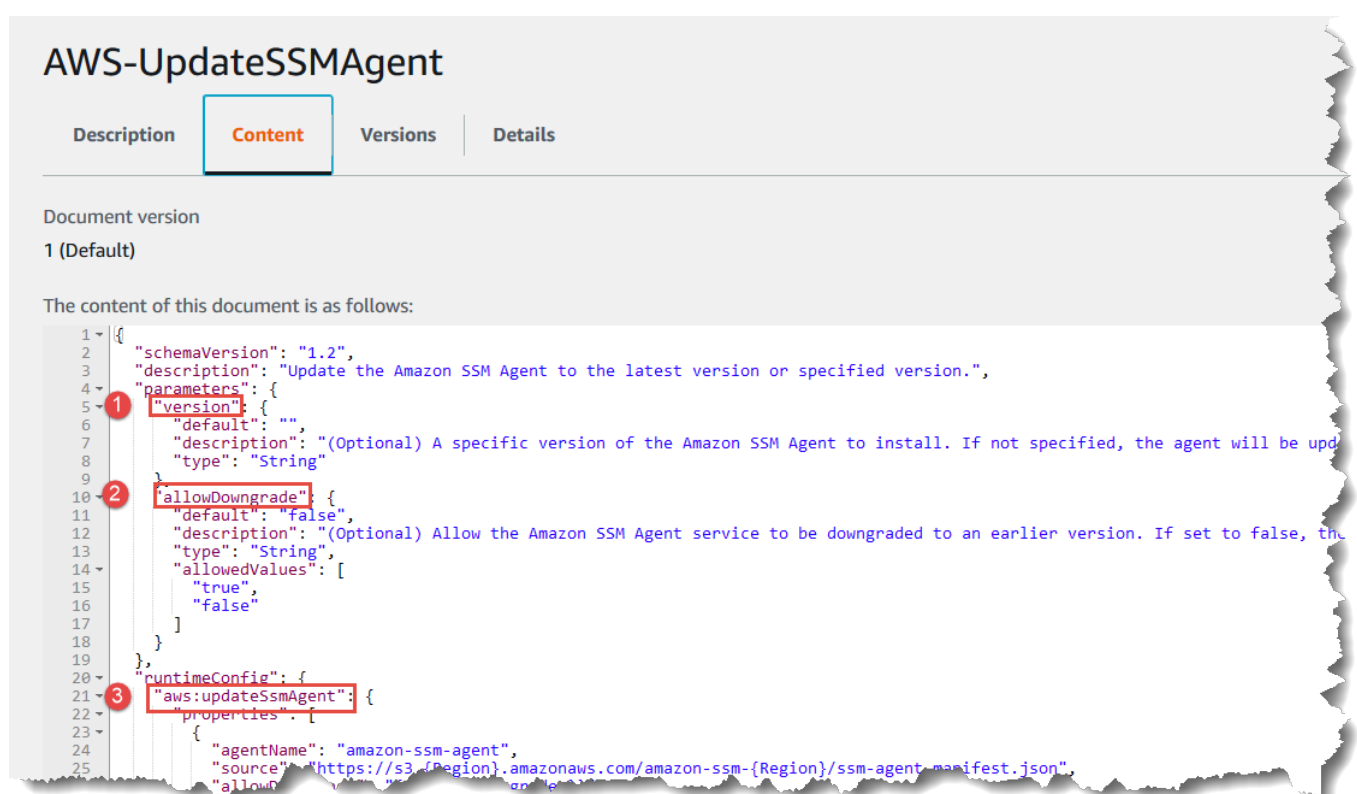 AWS-UpdateSSMAgent
Description Content Versions Details
Document version
1 (Default)
The content of this document is as follows:
1 {
2 "schemaVersion": "1.2",
3 "description": "Update the Amazon SSM Agent to the latest version or specified version.",
4 "parameters": {
5 1 "version": {
6 "default": "",
7 "description": "(Optional) A specific version of the Amazon SSM Agent to install. If not specified, the agent will be upd
8 "type": "String"
9 },
10 2 "allowDowngrade": {
11 "default": "false",
12 "description": "(Optional) Allow the Amazon SSM Agent service to be downgraded to an earlier version. If set to false, the
13 "type": "String",
14 "allowedValues": [
15 "true",
16 "false"
17 ]
18 }
19 },
20 "runtimeConfig": {
21 3 "aws:updateSsmAgent": {
22 "properties": [
23 {
24 "agentName": "amazon-ssm-agent",
25 "source": "https://s3.{Region}.amazonaws.com/amazon-ssm-{Region}/ssm-agent-manifest.json",